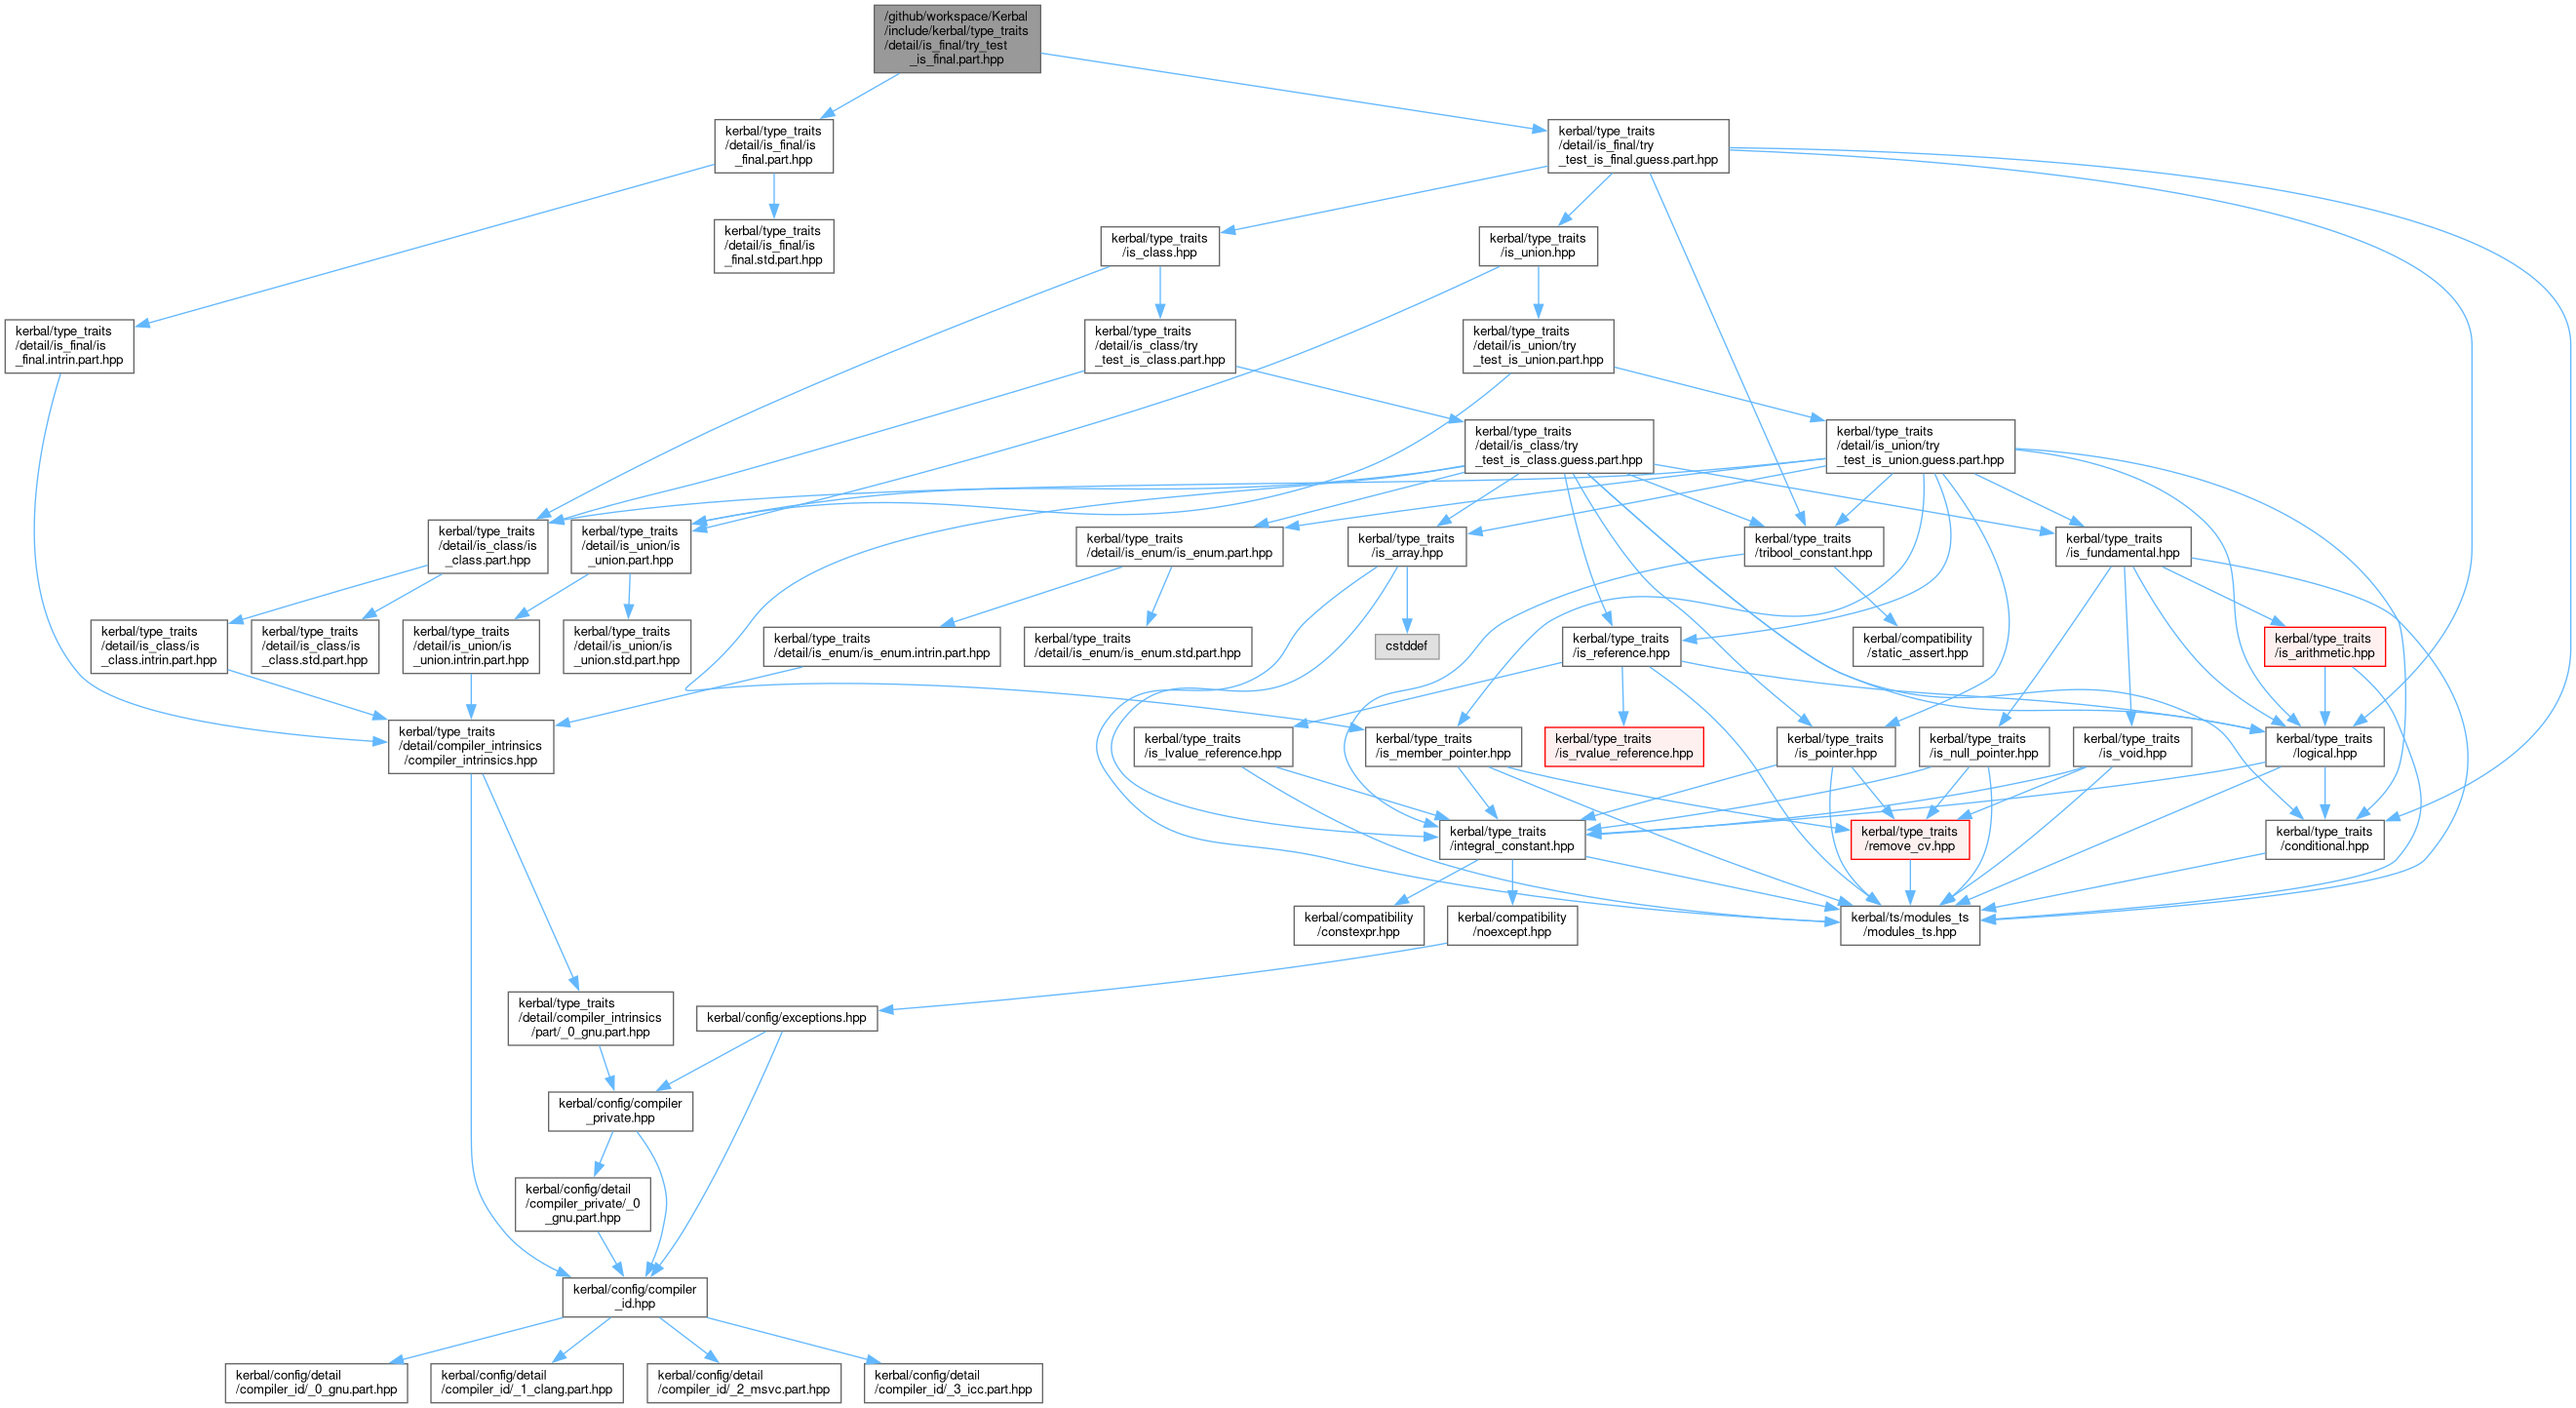 /github/workspace/Kerbal
/include/kerbal/type_traits
/detail/is_final/try_test
_is_final.part.hpp
kerbal/type_traits
/detail/is_final/is
_final.part.hpp
kerbal/type_traits
/detail/is_final/try
_test_is_final.guess.part.hpp
kerbal/type_traits
/detail/is_final/is
_final.std.part.hpp
kerbal/type_traits
/is_class.hpp
kerbal/type_traits
/is_union.hpp
kerbal/type_traits
/detail/is_final/is
_final.intrin.part.hpp
kerbal/type_traits
/detail/is_class/try
_test_is_class.part.hpp
kerbal/type_traits
/detail/is_union/try
_test_is_union.part.hpp
kerbal/type_traits
/detail/is_class/try
_test_is_class.guess.part.hpp
kerbal/type_traits
/detail/is_union/try
_test_is_union.guess.part.hpp
kerbal/type_traits
/detail/is_class/is
_class.part.hpp
kerbal/type_traits
/detail/is_union/is
_union.part.hpp
kerbal/type_traits
/detail/is_enum/is_enum.part.hpp
kerbal/type_traits
/is_array.hpp
kerbal/type_traits
/tribool_constant.hpp
kerbal/type_traits
/is_fundamental.hpp
kerbal/type_traits
/detail/is_class/is
_class.intrin.part.hpp
kerbal/type_traits
/detail/is_class/is
_class.std.part.hpp
kerbal/type_traits
/detail/is_union/is
_union.intrin.part.hpp
kerbal/type_traits
/detail/is_union/is
_union.std.part.hpp
kerbal/type_traits
/detail/is_enum/is_enum.intrin.part.hpp
kerbal/type_traits
/detail/is_enum/is_enum.std.part.hpp
cstddef
kerbal/type_traits
/is_reference.hpp
kerbal/compatibility
/static_assert.hpp
kerbal/type_traits
/is_arithmetic.hpp
kerbal/type_traits
/detail/compiler_intrinsics
/compiler_intrinsics.hpp
kerbal/type_traits
/is_lvalue_reference.hpp
kerbal/type_traits
/is_member_pointer.hpp
kerbal/type_traits
/is_rvalue_reference.hpp
kerbal/type_traits
/is_pointer.hpp
kerbal/type_traits
/is_null_pointer.hpp
kerbal/type_traits
/is_void.hpp
kerbal/type_traits
/logical.hpp
kerbal/type_traits
/integral_constant.hpp
kerbal/type_traits
/remove_cv.hpp
kerbal/type_traits
/conditional.hpp
kerbal/compatibility
/constexpr.hpp
kerbal/compatibility
/noexcept.hpp
kerbal/ts/modules_ts
/modules_ts.hpp
kerbal/type_traits
/detail/compiler_intrinsics
/part/_0_gnu.part.hpp
kerbal/config/exceptions.hpp
kerbal/config/compiler
_private.hpp
kerbal/config/detail
/compiler_private/_0
_gnu.part.hpp
kerbal/config/compiler
_id.hpp
kerbal/config/detail
/compiler_id/_0_gnu.part.hpp
kerbal/config/detail
/compiler_id/_1_clang.part.hpp
kerbal/config/detail
/compiler_id/_2_msvc.part.hpp
kerbal/config/detail
/compiler_id/_3_icc.part.hpp